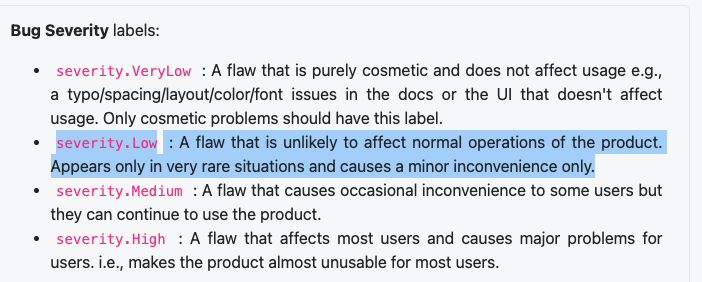 Bug Severity labels:
• severity.VeryLow : A flaw that is purely cosmetic and does not affect usage e.g.,
a typo/spacing/layout/color/font issues in the docs or the UI that doesn't affect
usage. Only cosmetic problems should have this label.
• severity.Low : A flaw that is unlikely to affect normal operations of the product.
Appears only in very rare situations and causes a minor inconvenience only.
• severity.Medium : A flaw that causes occasional inconvenience to some users but
they can continue to use the product.
• severity.High : A flaw that affects most users and causes major problems for
users. i.e., makes the product almost unusable for most users.